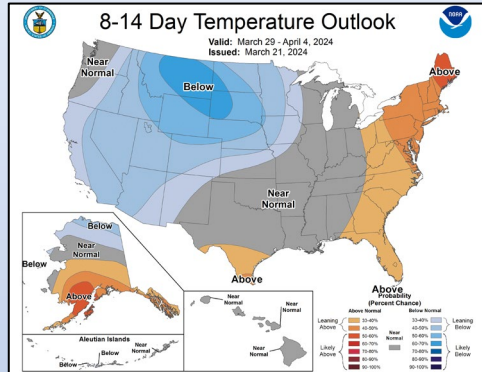 8-14 Day Temperature Outlook
NOAA
Valid: March 29 - April 4, 2024
Issued: March 21, 2024
Near
Normal
Below
Above
Near
Normal
Above
Above
Below
Near
Normal
Below
Above
Aleutian Islands
Near
Normal
Below
Below
Near
Normal
Near
Normal
Near
Normal
Probability
(Percent Chance)
Above Normal
Below Normal
Leaning
Above
Likely
Above
33-40%
40-50%
50-60%
60-70%
70-80%
80-90%
90-100%
Near
Normal
33-40%
40-50%
50-60%
60-70%
70-80%
80-90%
90-100%
Leaning
Below
Likely
Below